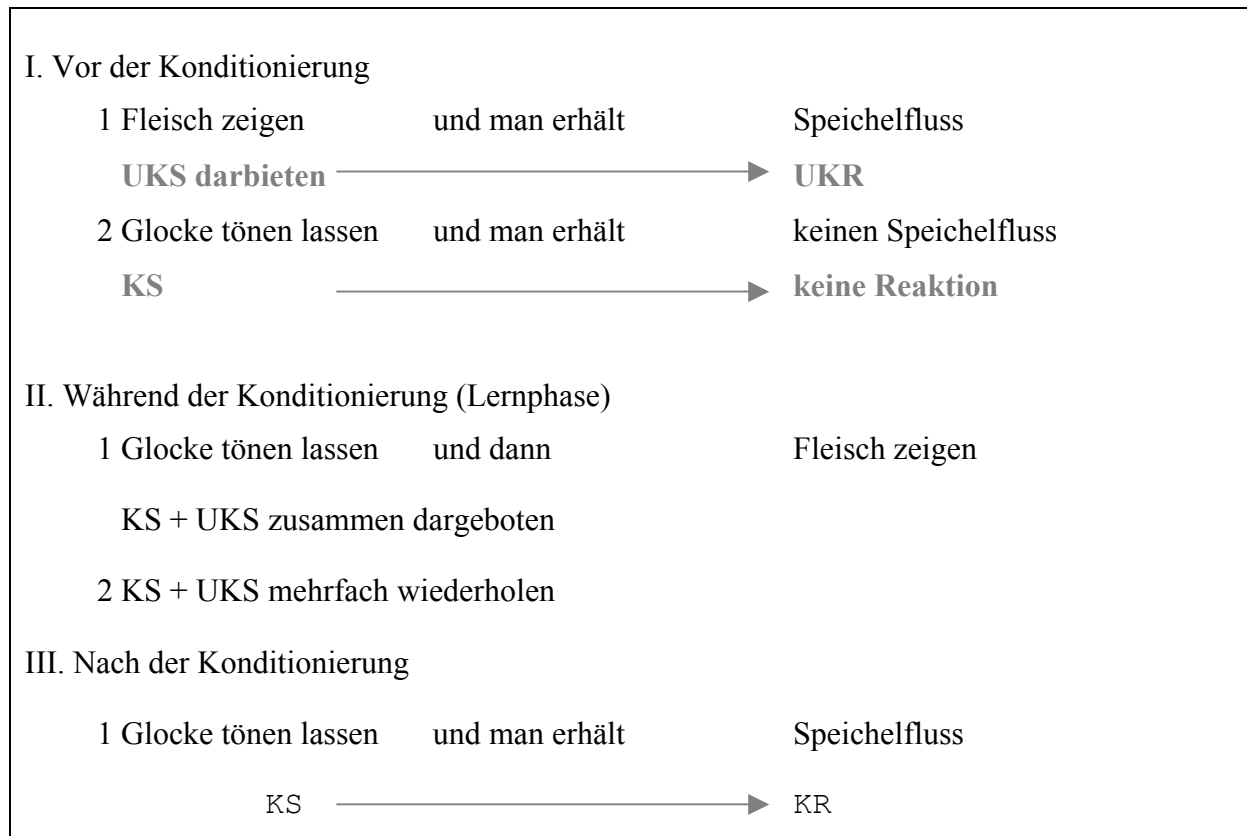 I. Vor der Konditionierung
1 Fleisch zeigen und man erhält Speichelfluss
UKS darbieten UKR
2 Glocke tönen lassen und man erhält keinen Speichelfluss
KS keine Reaktion
II. Während der Konditionierung (Lernphase)
1 Glocke tönen lassen und dann Fleisch zeigen
KS + UKS zusammen dargeboten
2 KS + UKS mehrfach wiederholen
III. Nach der Konditionierung
1 Glocke tönen lassen und man erhält Speichelfluss
KS KR